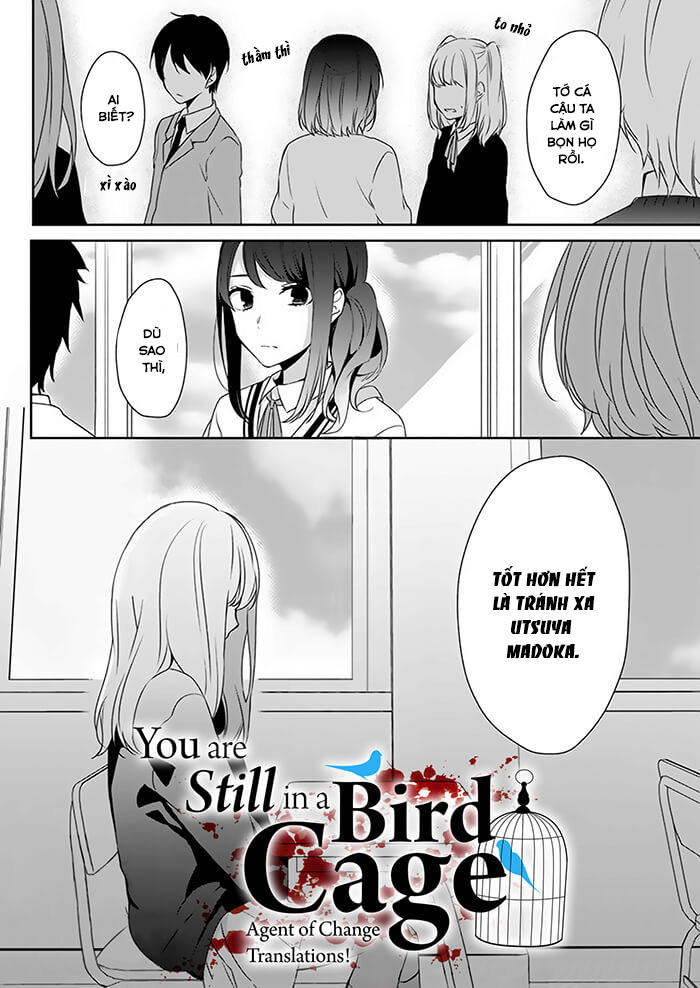 to nhỏ
TỚ CÁ
CẬU TA
LÀM GÌ
BỌN HỌ
RỒI.
thầm thì
AI
BIẾT?
xì xào
DÙ
SAO
THÌ,
TỐT HƠN HẾT
LÀ TRÁNH XA
UTSUYA
MADOKA.
You are
Still in a
Bird
Cage
Agent of Change
Translations!